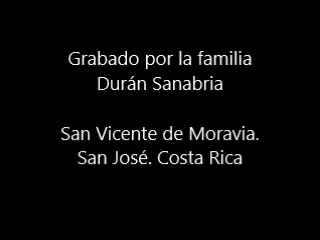 Grabado por la familia
Durán Sanabria
San Vicente de Moravia.
San José. Costa Rica